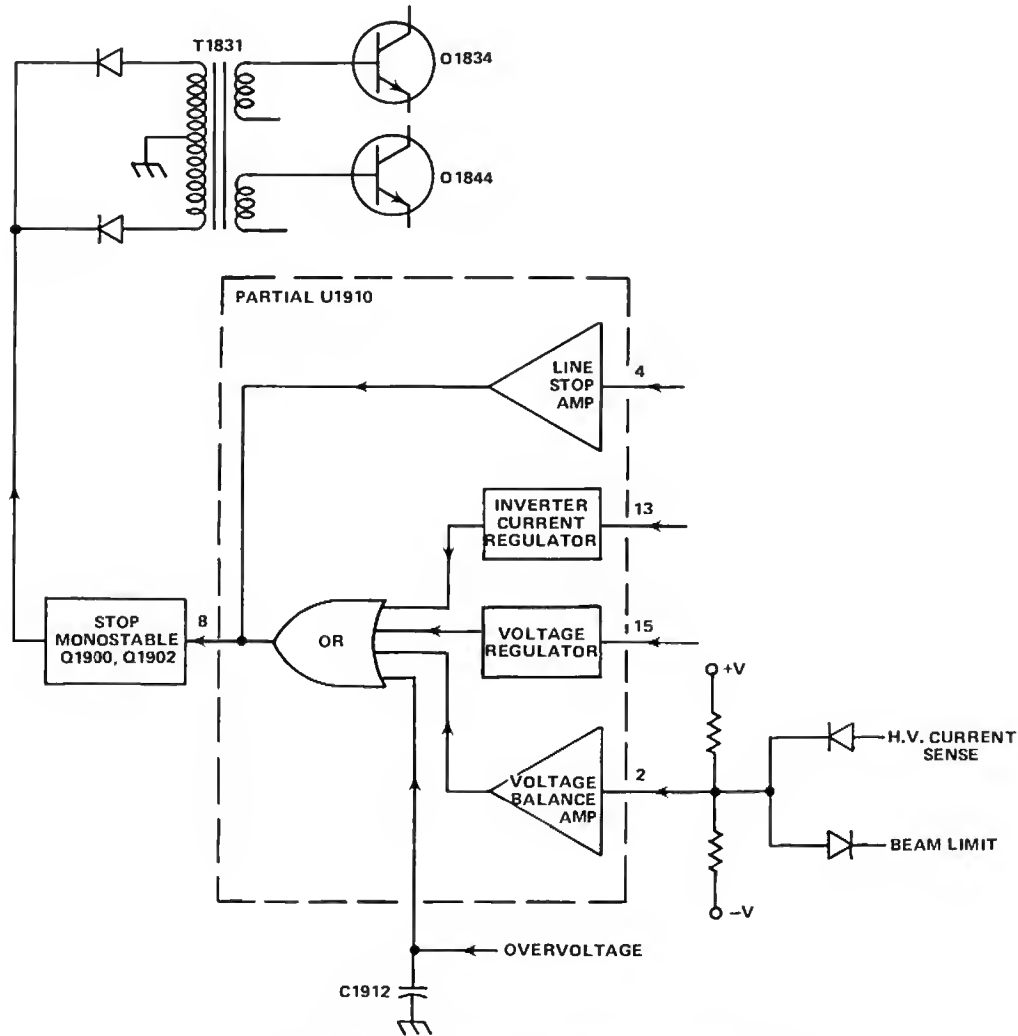 T1831
O1834
O1844
PARTIAL U1910
LINE
STOP
AMP
4
INVERTER
CURRENT
REGULATOR
13
STOP
MONOSTABLE
Q1900, Q1902
8
OR
VOLTAGE
REGULATOR
15
+V
H.V. CURRENT
SENSE
VOLTAGE
BALANCE
AMP
2
BEAM LIMIT
–V
OVERVOLTAGE
C1912